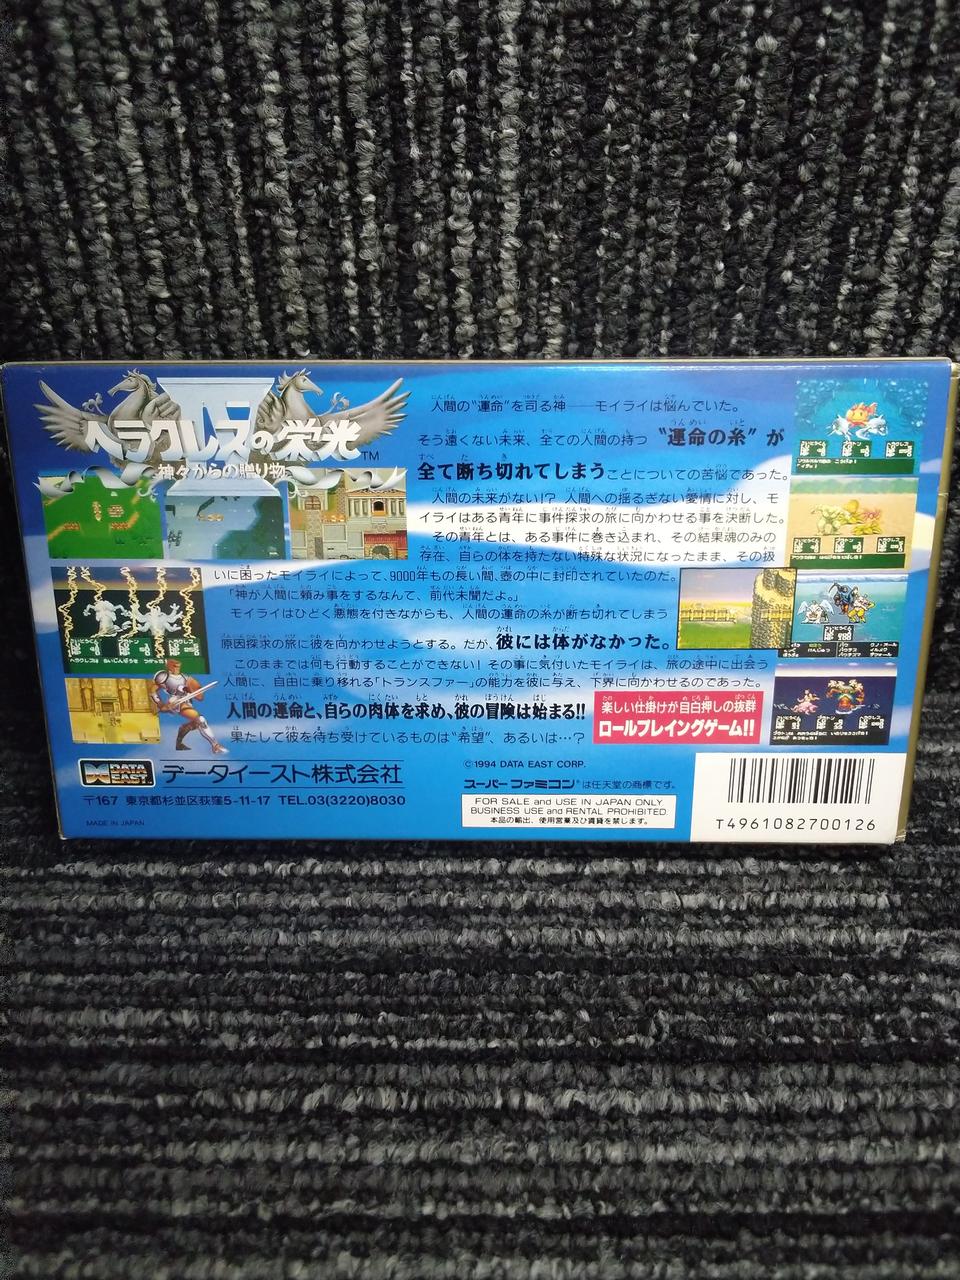 ヘラクレスの栄光 IV TM
神々からの贈り物
人間の“運命”を司る神──モイライは悩んでいた。
そう遠くない未来、全ての人間の持つ “運命の糸”が
全て断ち切れてしまうことについての苦悩であった。
人間の未来がない!? 人間への揺るぎない愛情に対し、モ
イライはある青年に事件探求の旅に向かわせる事を決断した。
その青年とは、ある事件に巻き込まれ、その結果魂のみの
存在、自らの体を持たない特殊な状況になったまま、その扱
いに困ったモイライによって、9000年もの長い間、壺の中に封印されていたのだ。
「神が人間に頼み事をするなんて、前代未聞だよ。」
モイライはひどく悪態を付きながらも、人間の運命の糸が断ち切れてしまう
原因探求の旅に彼を向かわせようとする。だが、彼には体がなかった。
このままでは何も行動することができない! その事に気付いたモイライは、旅の途中に出会う
人間に、自由に乗り移れる「トランスファー」の能力を彼に与え、下界に向かわせるのであった。
人間の運命と、自らの肉体を求め、彼の冒険は始まる!!
果たして彼を待ち受けているものは“希望”、あるいは…?
楽しい仕掛けが目白押しの抜群
ロールプレイングゲーム!!
DATA EAST
データイースト株式会社
〒167 東京都杉並区荻窪5-11-17 TEL.03(3220)8030
MADE IN JAPAN
©1994 DATA EAST CORP.
スーパーファミコンは任天堂の商標です。
FOR SALE and USE IN JAPAN ONLY
BUSINESS USE and RENTAL PROHIBITED.
本品の輸出、使用営業及び賃貸を禁じます。
T4961082700126